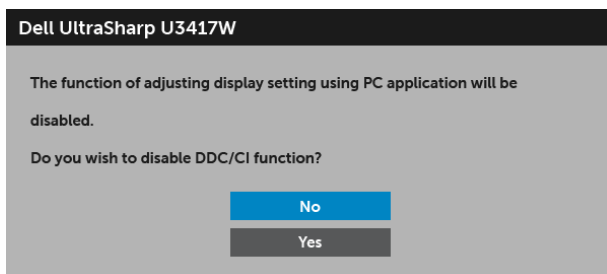 Dell UltraSharp U3417W
The function of adjusting display setting using PC application will be
disabled.
Do you wish to disable DDC/CI function?
No
Yes